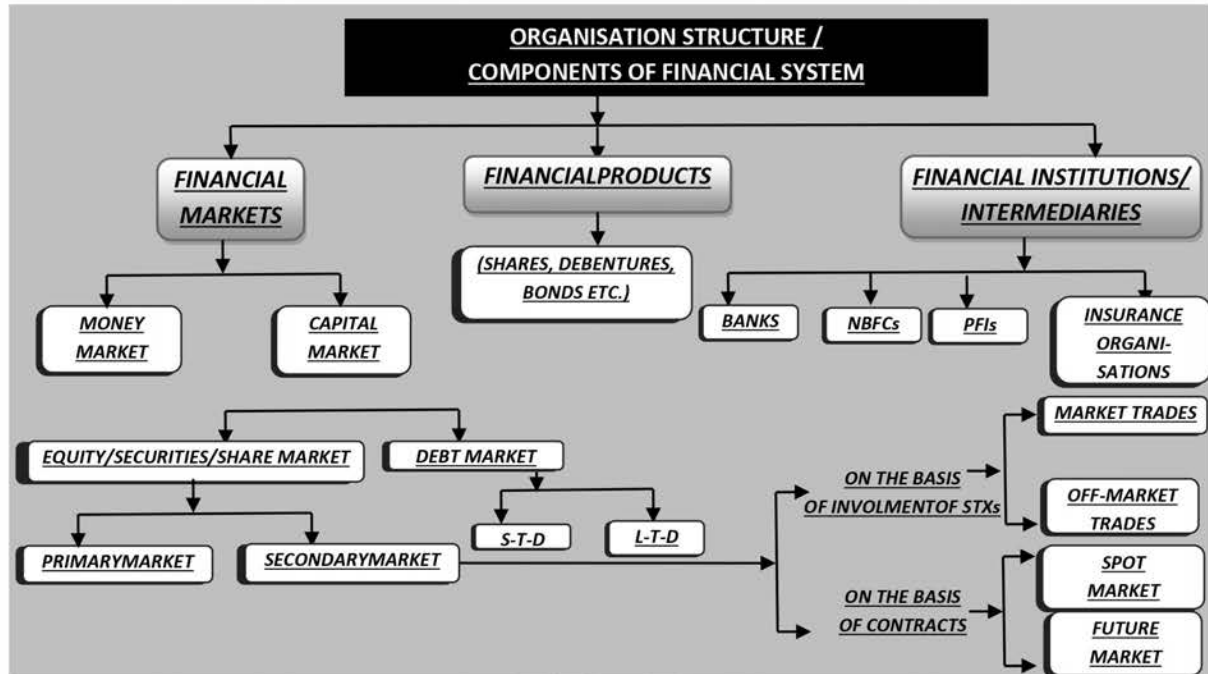 ORGANISATION STRUCTURE /
COMPONENTS OF FINANCIAL SYSTEM
FINANCIAL
MARKETS
FINANCIALPRODUCTS
FINANCIAL INSTITUTIONS/
INTERMEDIARIES
(SHARES, DEBENTURES,
BONDS ETC.)
MONEY
MARKET
CAPITAL
MARKET
BANKS
NBFCs
PFIs
INSURANCE
ORGANI-
SATIONS
EQUITY/SECURITIES/SHARE MARKET
DEBT MARKET
S-T-D
L-T-D
PRIMARYMARKET
SECONDARYMARKET
ON THE BASIS
OF INVOLMENTOF STXs
MARKET TRADES
OFF-MARKET
TRADES
ON THE BASIS
OF CONTRACTS
SPOT
MARKET
FUTURE
MARKET